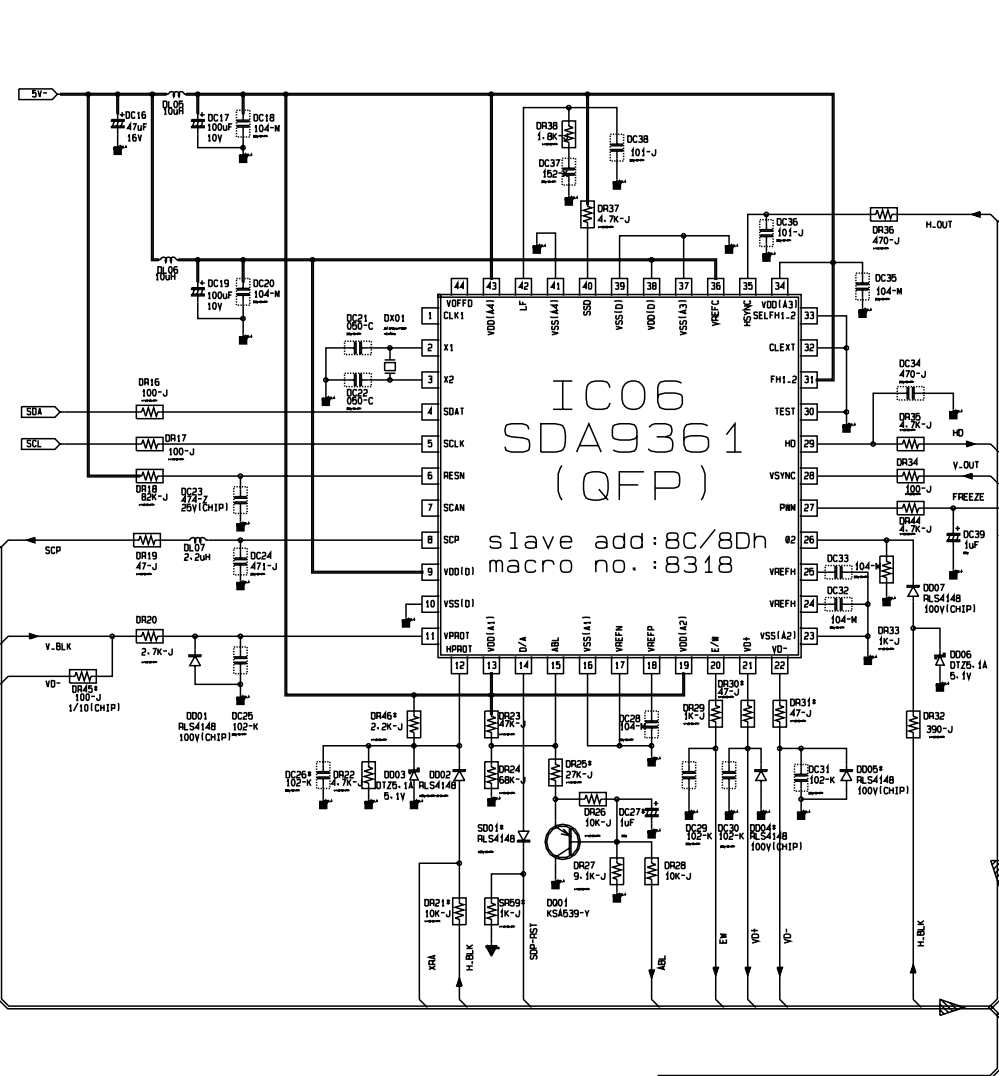 5V-
DL05
10uH
DC16
47uF
16V
DC17
100uF
10V
DC18
104-M
DR38
1.8K-
DC37
152-
DC38
101-J
DR37
4.7K-J
DC36
101-J
DR36
470-J
H_OUT
DL06
10uH
DC19
100uF
10V
DC20
104-M
DC35
104-M
44 43 42 41 40 39 38 37 36 35 34
VOFFD
VDD(A4)
LF
VSS(A4)
SSD
VSS(D)
VDD(D)
VSS(A3)
VREFC
HSYNC
VDD(A3)
1 CLK1
SELFH1_2 33
DC21
050-C
DX01
2 X1
CLEXT 32
3 X2
FH1_2 31
DC22
050-C
DC34
470-J
IC06
SDA9361
(QFP)
slave add:8C/8Dh
macro no.:8318
DR16
100-J
SDA
4 SDAT
TEST 30
DR35
4.7K-J
HD
SCL
DR17
100-J
5 SCLK
HD 29
DR34
100-J
V_OUT
6 RESN
VSYNC 28
DR18
82K-J
DC23
474-Z
25V(CHIP)
7 SCAN
PWM 27
FREEZE
DR44
4.7K-J
DC39
1uF
SCP
DR19
47-J
DL07
2.2uH
8 SCP
02 26
DC24
471-J
DC33
104-M
9 VDD(D)
VREFH 25
DC32
104-M
10 VSS(D)
VREFH 24
DD07
RLS4148
100V(CHIP)
DR33
1K-J
V_BLK
DR20
2.7K-J
11 VPROT
VSS(A2) 23
HPROT
VDD(A1)
D/A
ABL
VSS(A1)
VREFN
VREFP
VDD(A2)
E/W
VD+
VD-
12 13 14 15 16 17 18 19 20 21 22
DD06
DTZ5.1A
5.1V
VD-
DR45*
100-J
1/10(CHIP)
DD01
RLS4148
100V(CHIP)
DC25
102-K
DR46*
2.2K-J
DR23
47K-J
DC28
104-M
DR29
1K-J
DR30*
47-J
DR31*
47-J
DR32
390-J
DC26*
102-K
DR22
4.7K-J
DD03
DTZ5.1A
5.1V
DD02
RLS4148
DR24
68K-J
DR25*
27K-J
DC31
102-K
DD05*
RLS4148
100V(CHIP)
DR26
10K-J
DC27*
1uF
DC29
102-K
DC30
102-K
DD04*
RLS4148
100V(CHIP)
SD01*
RLS4148
DR27
9.1K-J
DR28
10K-J
DQ01
KSA539-Y
DR21*
10K-J
SR59*
1K-J
XRA
H_BLK
SDP-RST
ABL
EW
VD+
VD-
H_BLK